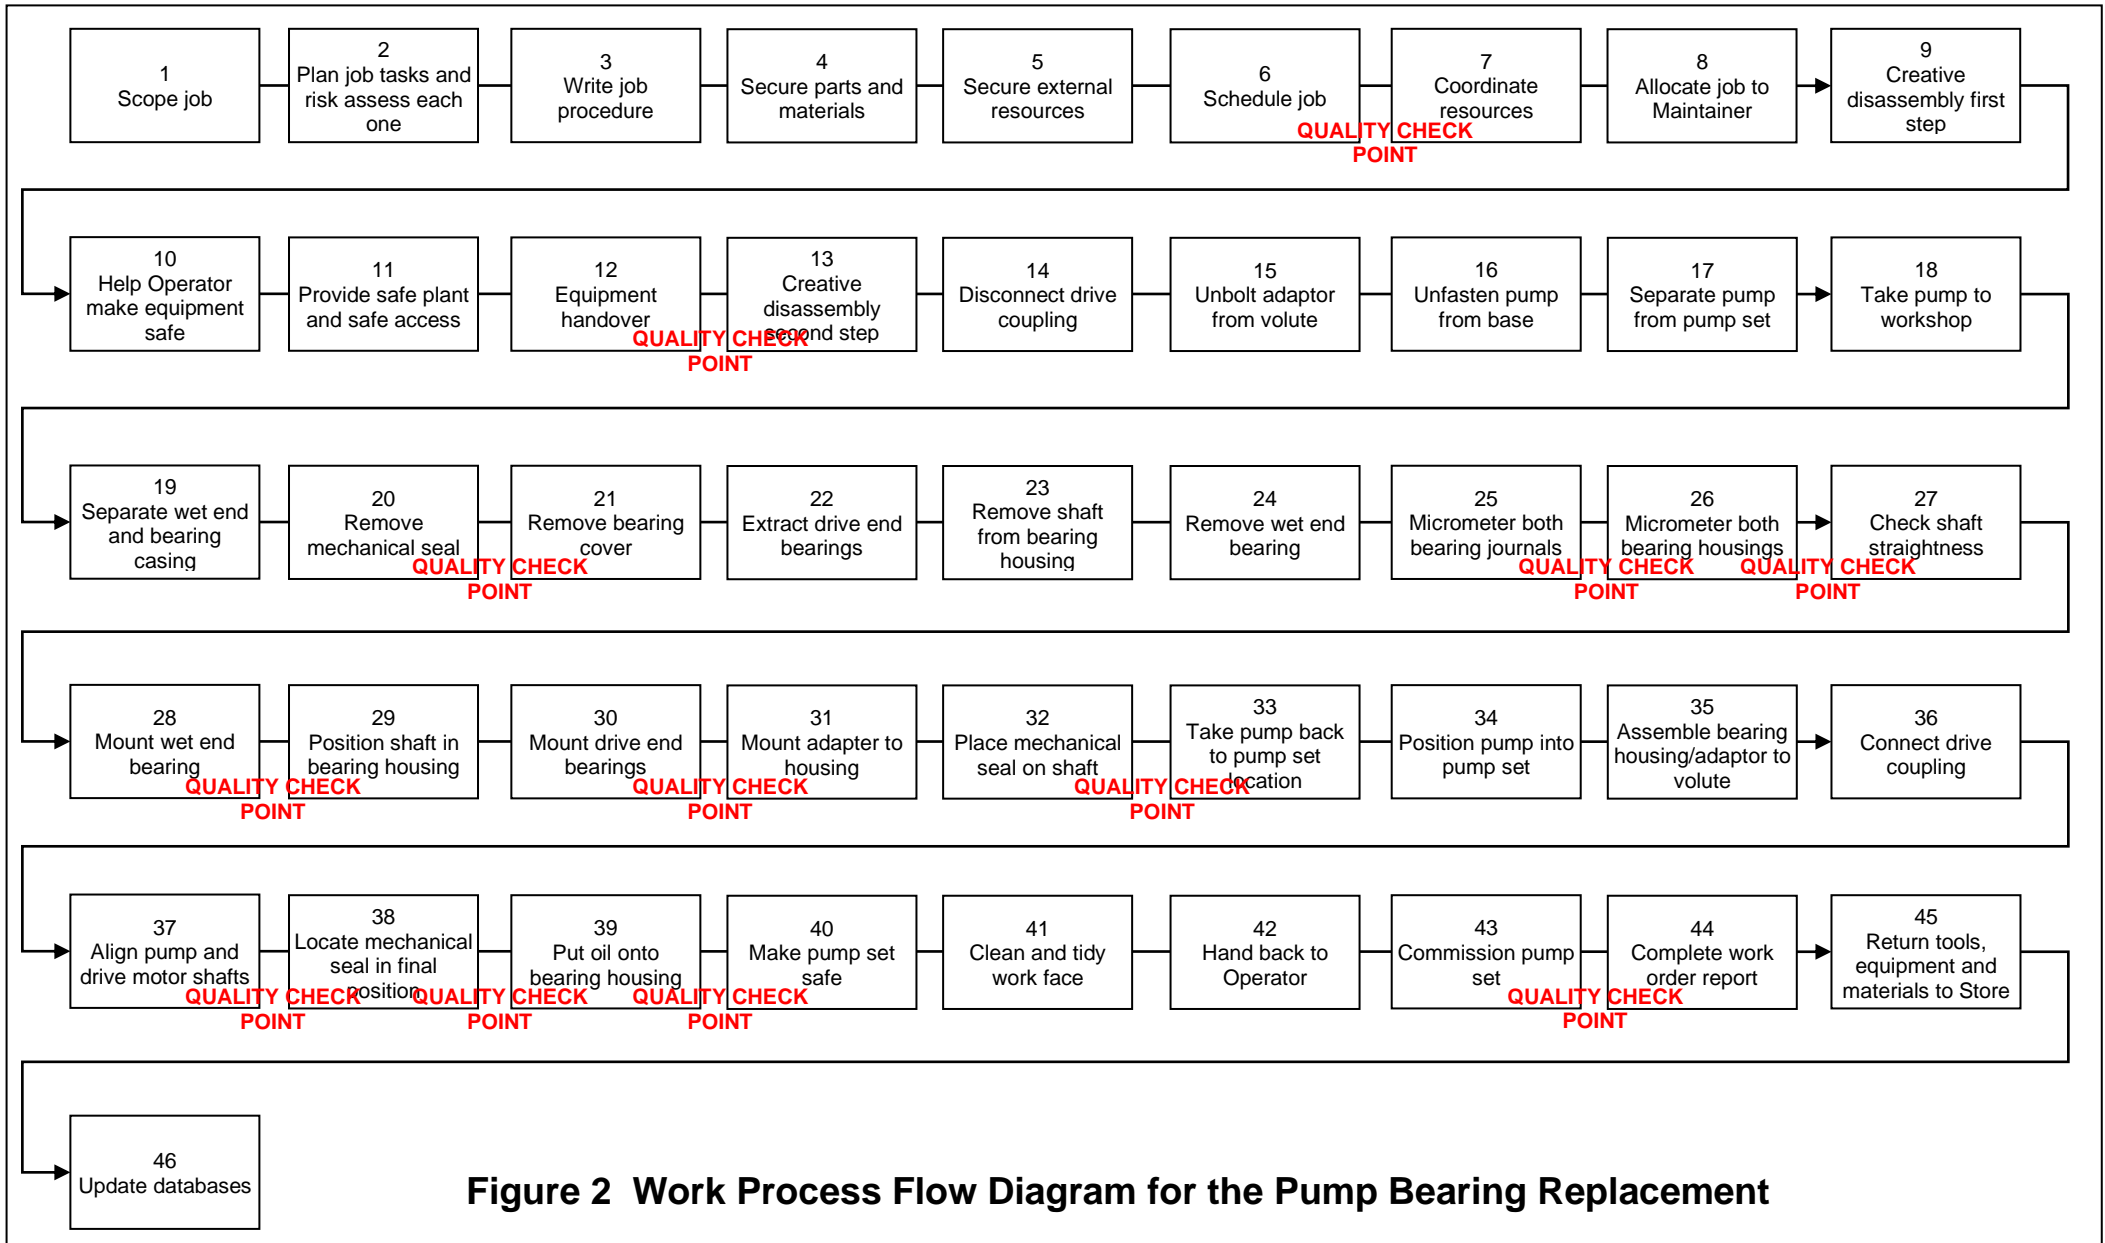 1
Scope job
2
Plan job tasks and
risk assess each
one
3
Write job
procedure
4
Secure parts and
materials
5
Secure external
resources
6
Schedule job
7
Coordinate
resources
8
Allocate job to
Maintainer
9
Creative
disassembly first
step
QUALITY CHECK
POINT
10
Help Operator
make equipment
safe
11
Provide safe plant
and safe access
12
Equipment
handover
13
Creative
disassembly
second step
14
Disconnect drive
coupling
15
Unbolt adaptor
from volute
16
Unfasten pump
from base
17
Separate pump
from pump set
18
Take pump to
workshop
QUALITY CHECK
POINT
19
Separate wet end
and bearing
casing
20
Remove
mechanical seal
21
Remove bearing
cover
22
Extract drive end
bearings
23
Remove shaft
from bearing
housing
24
Remove wet end
bearing
25
Micrometer both
bearing journals
26
Micrometer both
bearing housings
27
Check shaft
straightness
QUALITY CHECK
POINT
QUALITY CHECK
POINT
QUALITY CHECK
POINT
28
Mount wet end
bearing
29
Position shaft in
bearing housing
30
Mount drive end
bearings
31
Mount adapter to
housing
32
Place mechanical
seal on shaft
33
Take pump back
to pump set
location
34
Position pump into
pump set
35
Assemble bearing
housing/adaptor to
volute
36
Connect drive
coupling
QUALITY CHECK
POINT
QUALITY CHECK
POINT
QUALITY CHECK
POINT
37
Align pump and
drive motor shafts
38
Locate mechanical
seal in final
position
39
Put oil onto
bearing housing
40
Make pump set
safe
41
Clean and tidy
work face
42
Hand back to
Operator
43
Commission pump
set
44
Complete work
order report
45
Return tools,
equipment and
materials to Store
QUALITY CHECK
POINT
QUALITY CHECK
POINT
QUALITY CHECK
POINT
QUALITY CHECK
POINT
46
Update databases
Figure 2 Work Process Flow Diagram for the Pump Bearing Replacement